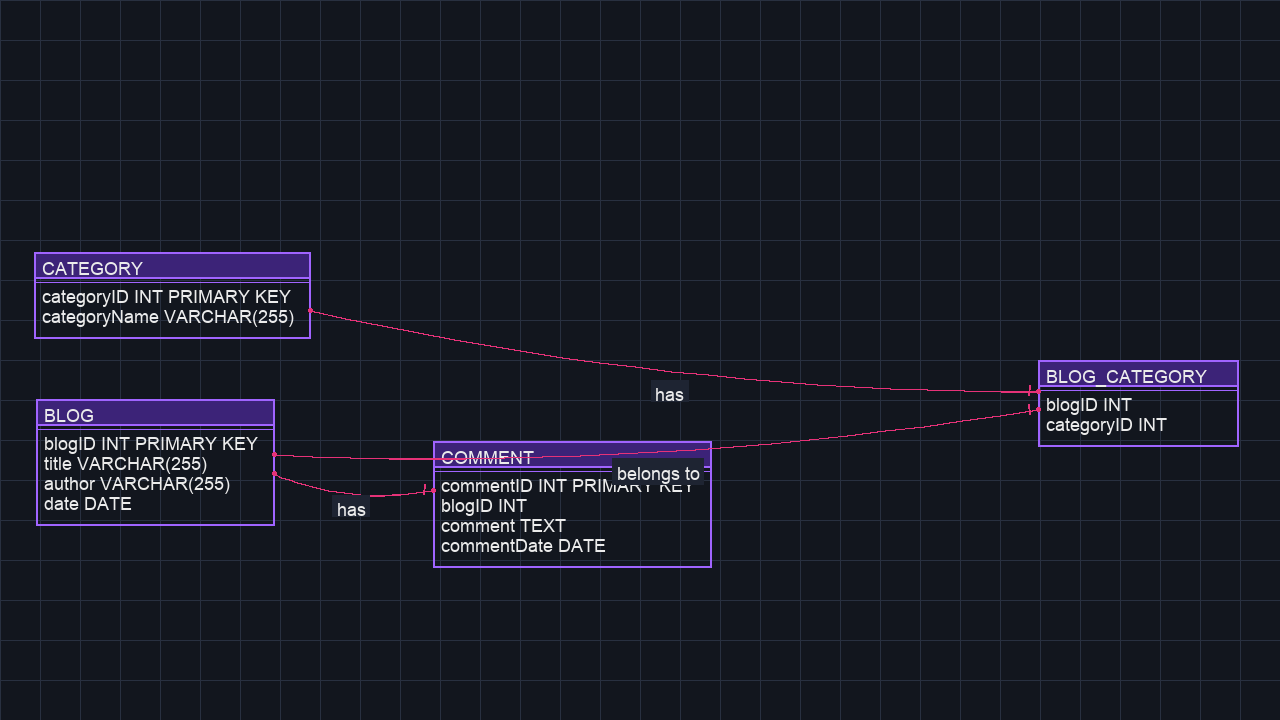 CATEGORY
categoryID INT PRIMARY KEY
categoryName VARCHAR(255)
has
BLOG_CATEGORY
blogID INT
categoryID INT
BLOG
blogID INT PRIMARY KEY
title VARCHAR(255)
author VARCHAR(255)
date DATE
has
COMMENT
belongs to
commentID INT PRIMARY KEY
blogID INT
comment TEXT
commentDate DATE